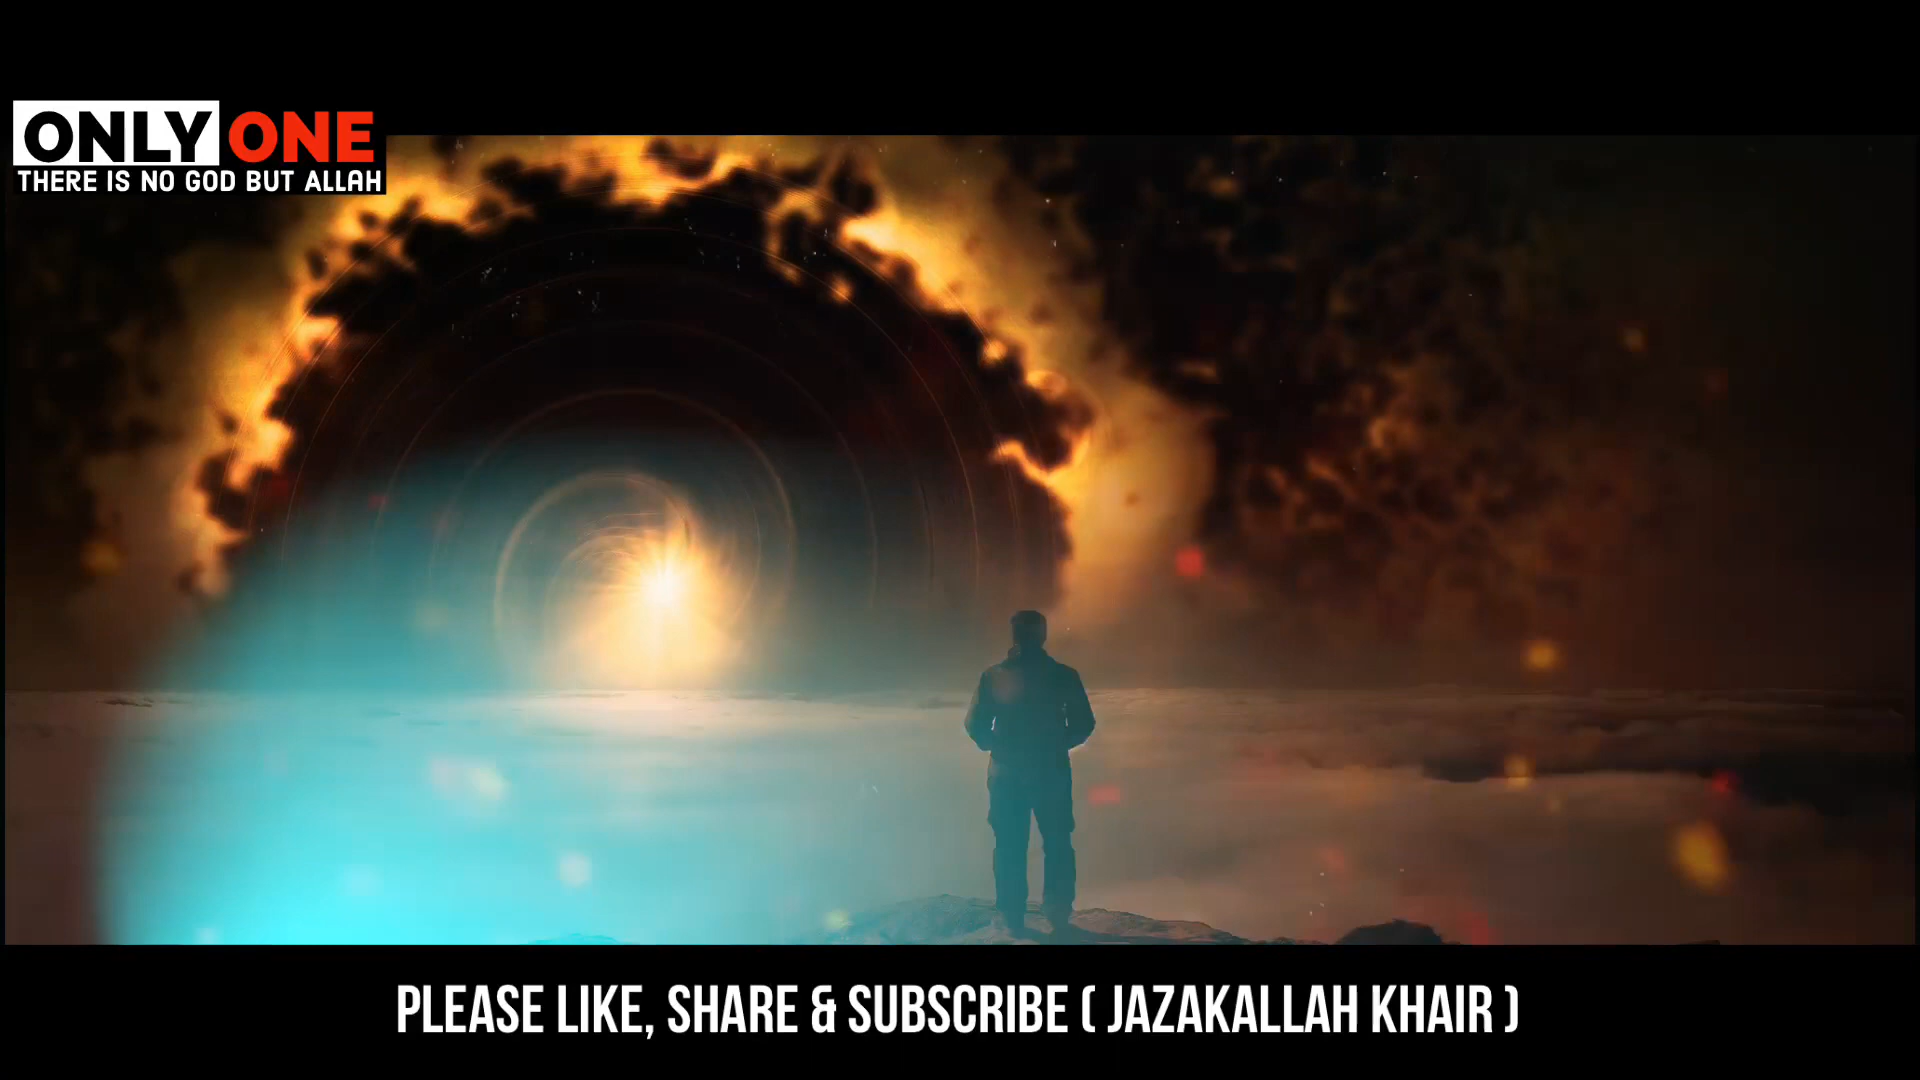 ONLY ONE
THERE IS NO GOD BUT ALLAH
PLEASE LIKE, SHARE & SUBSCRIBE ( JAZAKALLAH KHAIR )